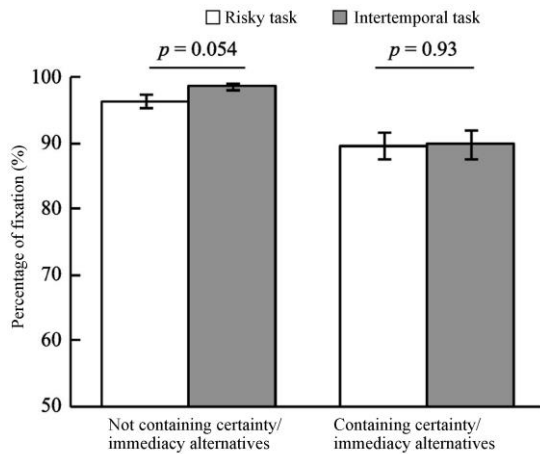 Risky task Intertemporal task
p = 0.054 p = 0.93
100
90
80
70
60
50
Percentage of fixation (%)
Not containing certainty/
immediacy alternatives
Containing certainty/
immediacy alternatives